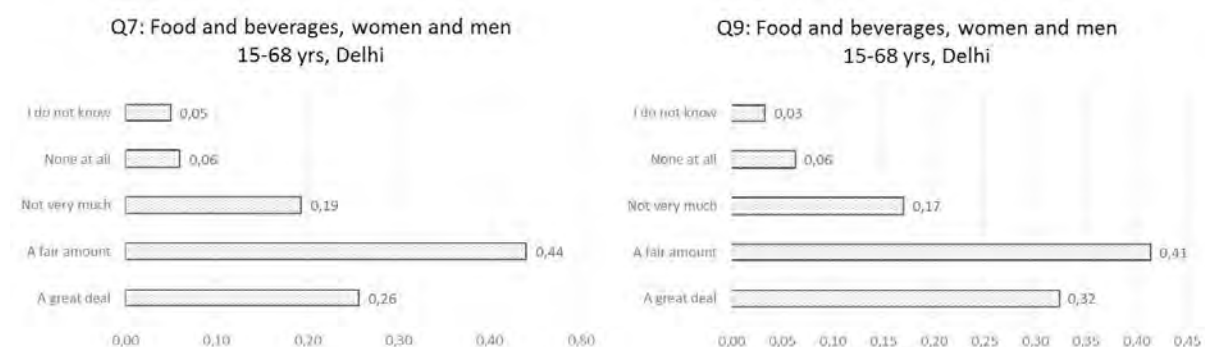 Q7: Food and beverages, women and men
15-68 yrs, Delhi
I do not know 0,05
None at all 0,06
Not very much 0,19
A fair amount 0,44
A great deal 0,26
0,00 0,10 0,20 0,30 0,40 0,50
Q9: Food and beverages, women and men
15-68 yrs, Delhi
I do not know 0,03
None at all 0,06
Not very much 0,17
A fair amount 0,41
A great deal 0,32
0,00 0,05 0,10 0,15 0,20 0,25 0,30 0,35 0,40 0,45